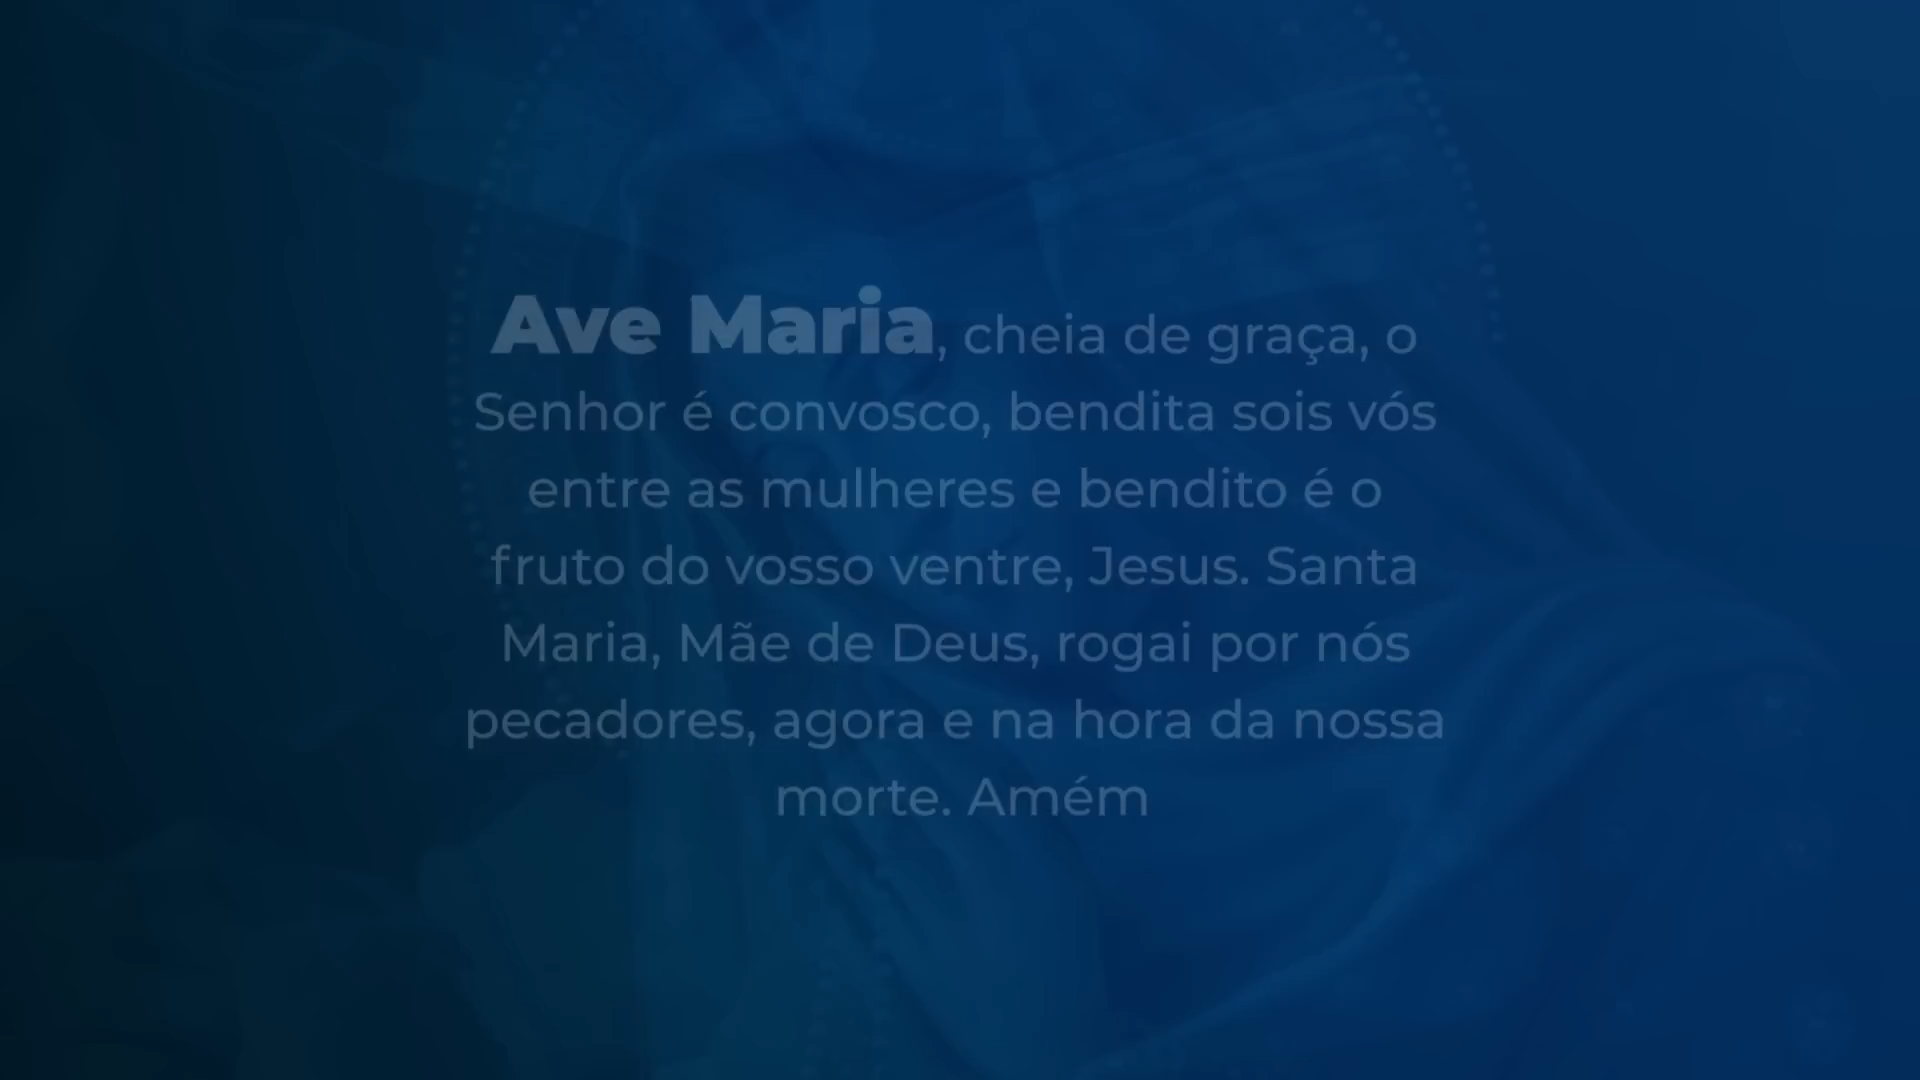 Ave Maria, cheia de graça, o
Senhor é convosco, bendita sois vós
entre as mulheres e bendito é o
fruto do vosso ventre, Jesus. Santa
Maria, Mãe de Deus, rogai por nós
pecadores, agora e na hora da nossa
morte. Amém